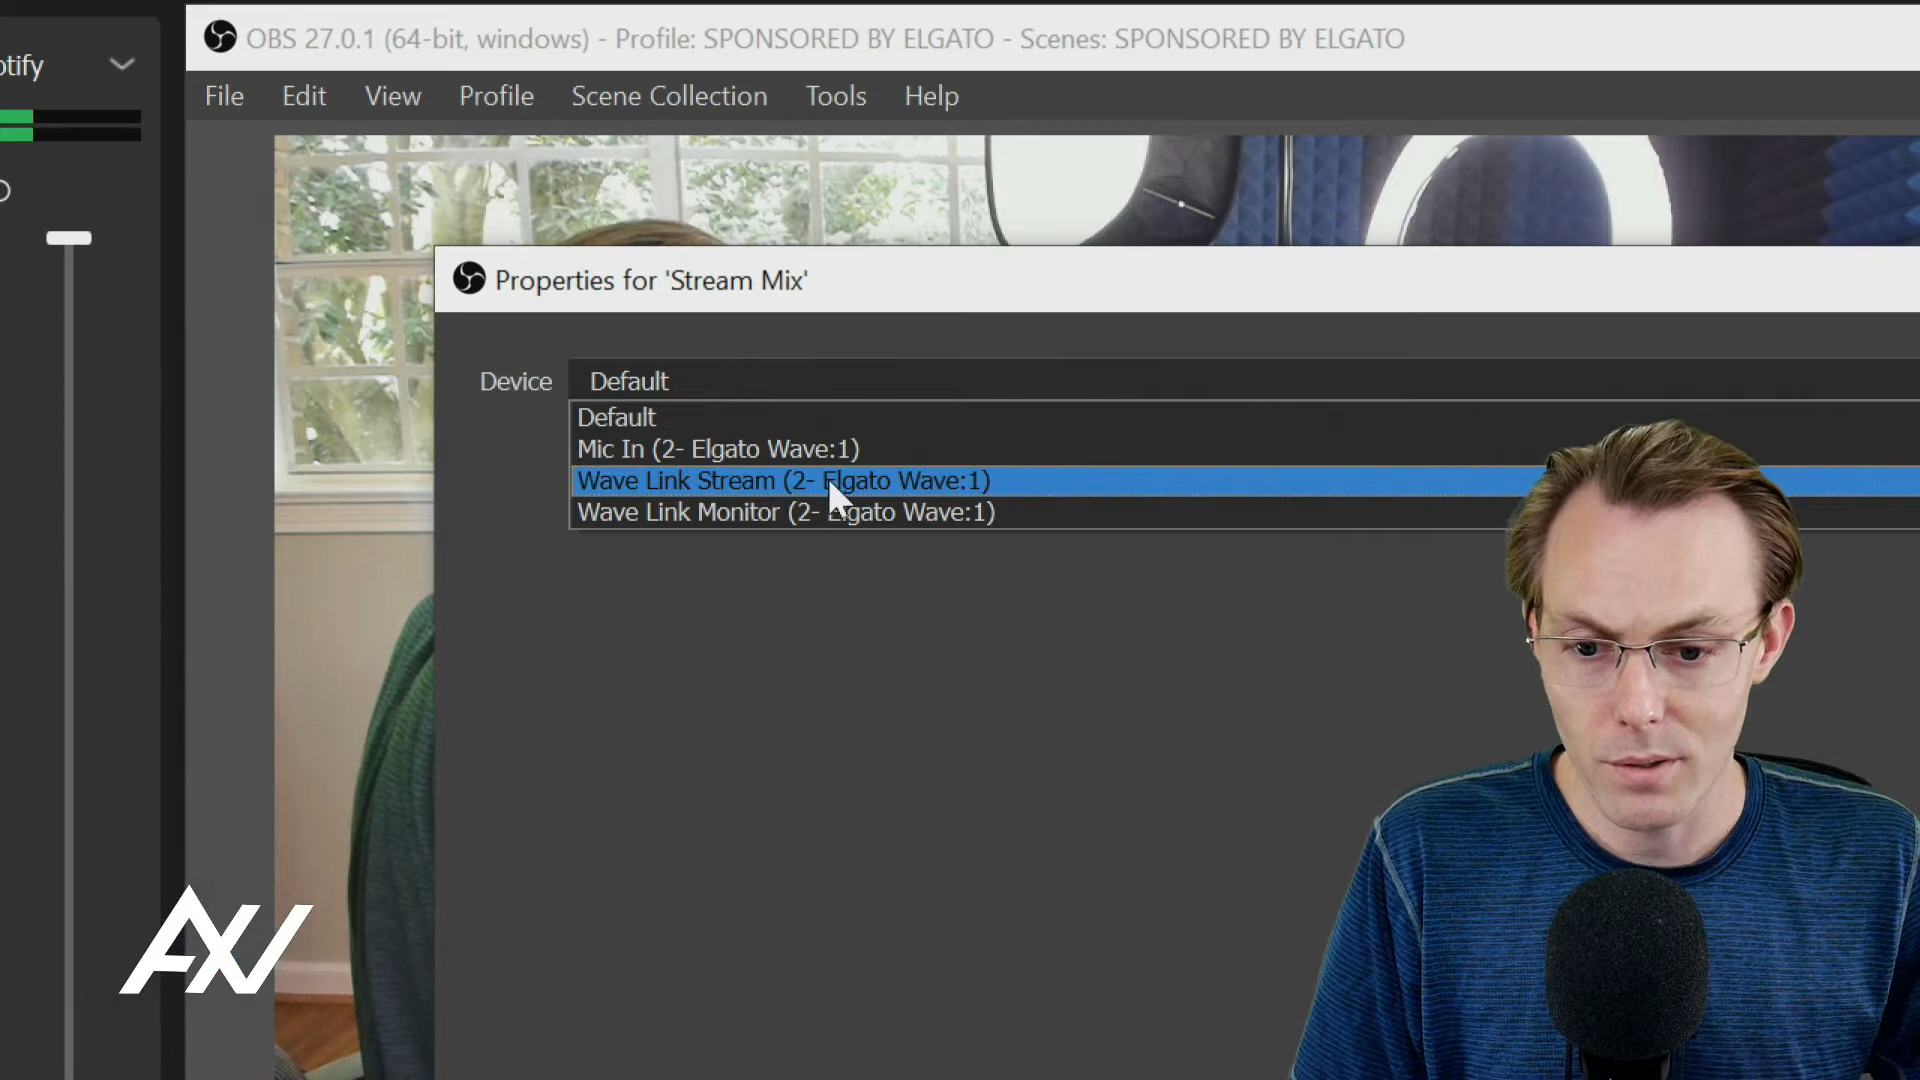 otify
OBS 27.0.1 (64-bit, windows) - Profile: SPONSORED BY ELGATO - Scenes: SPONSORED BY ELGATO
File Edit View Profile Scene Collection Tools Help
Properties for 'Stream Mix'
Device Default
Default
Mic In (2- Elgato Wave:1)
Wave Link Stream (2- Elgato Wave:1)
Wave Link Monitor (2- Elgato Wave:1)